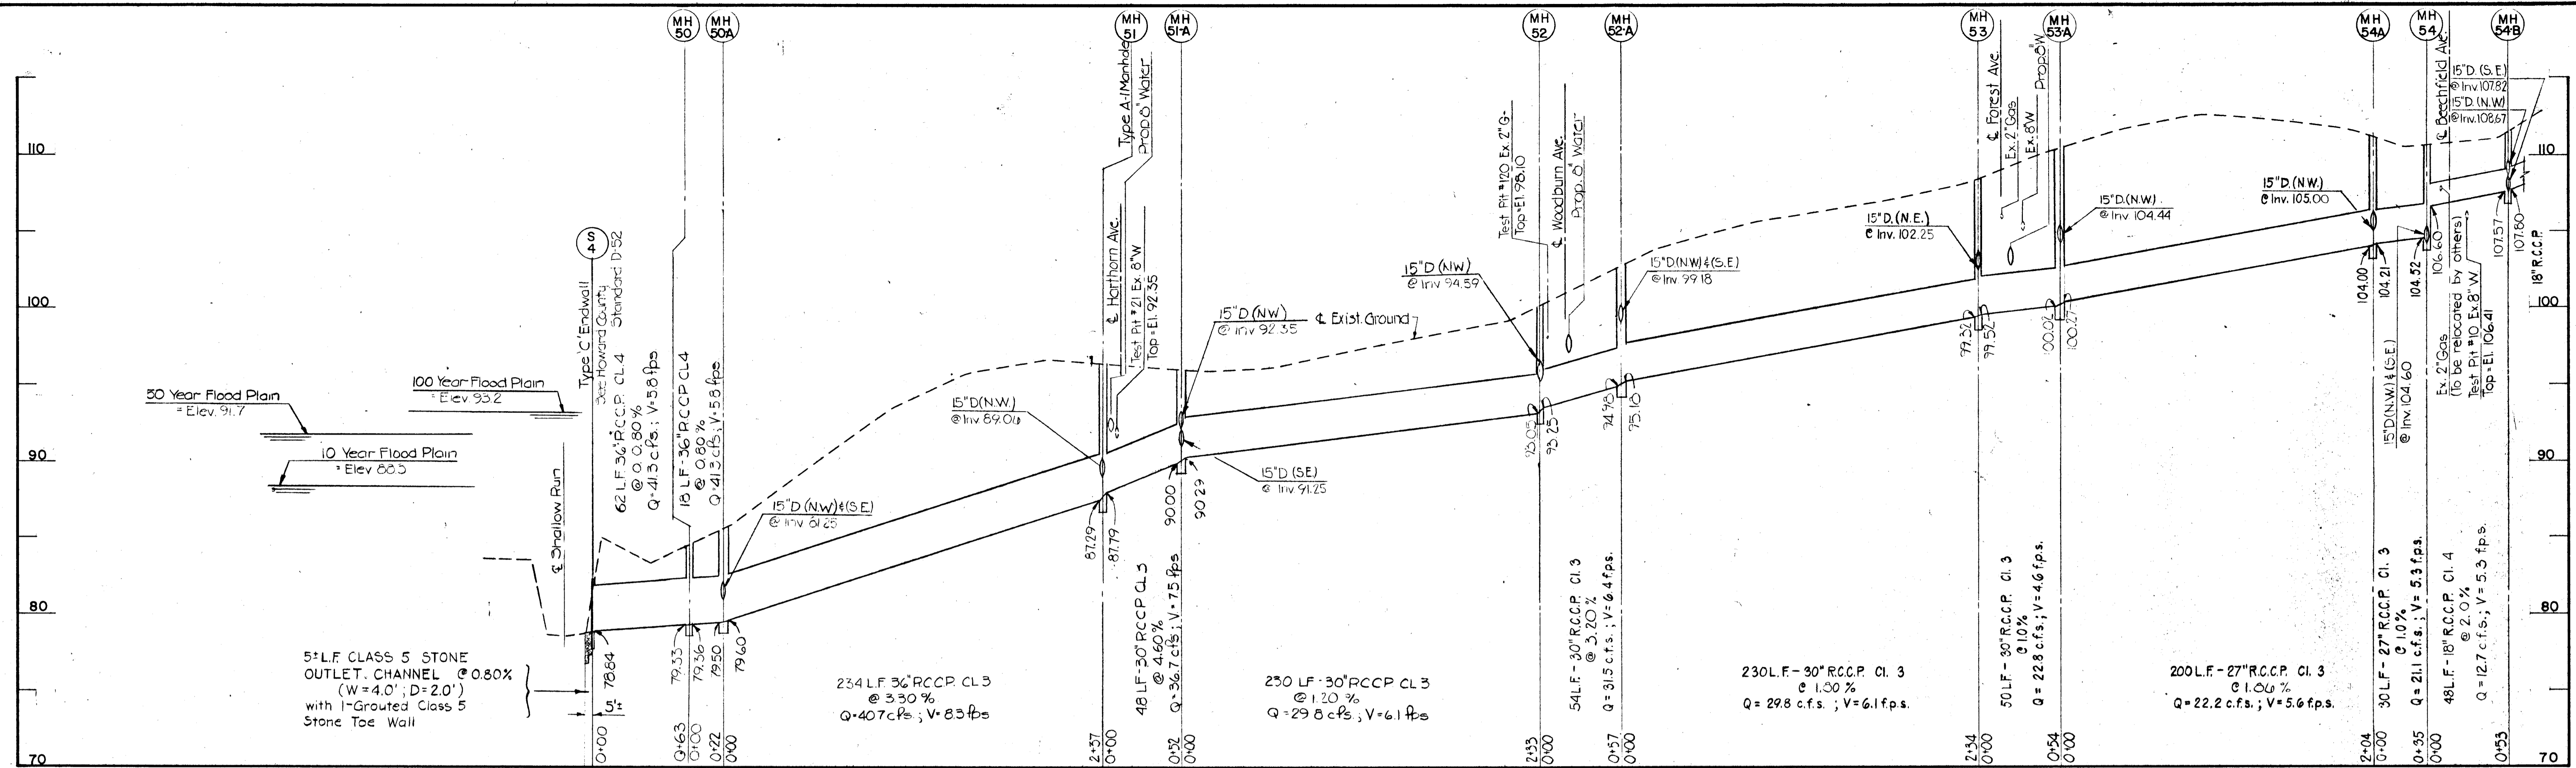 MH 50
MH 50A
MH 51
MH 51-A
MH 52
MH 52-A
MH 53
MH 53-A
MH 54A
MH 54
MH 54-B
S 4
110
100
90
80
70
50 Year Flood Plain
= Elev. 91.7
100 Year Flood Plain
= Elev 93.2
10 Year Flood Plain
= Elev 88.5
℄ Shallow Run
Type 'C' Endwall
See Howard County
Standard D-52
62 L.F. 36" R.C.C.P. CL.4
@ 0.80%
Q=41.3 cfs.; V=5.8 fps
18 L.F.-36" RCCP CL4
@ 0.80%
Q=41.3 cfs.; V=5.8 fps
15"D (N.W) & (S.E)
@ Inv 81.25
5± L.F. CLASS 5 STONE
OUTLET CHANNEL @ 0.80%
(W=4.0'; D=2.0')
with 1-Grouted Class 5
Stone Toe Wall
5'±
78.84
79.33
79.36
79.50
79.60
234 L.F. 36" RCCP CL3
@ 3.30 %
Q=40.7 cfs.; V=8.3 fps
15"D(N.W.)
@ Inv 89.06
Type A-1 Manhole
Prop 8" Water
℄ Harthorn Ave.
Test Pit #21 Ex. 8"W
Top = El. 92.35
87.29
87.79
48 LF-30" RCCP CL3
@ 4.60%
Q=36.7 cfs; V=7.5 fps
90.00
90.29
15"D (NW)
@ Inv 92.35
℄ Exist. Ground
15"D (SE)
@ Inv 91.25
230 LF-30" RCCP CL3
@ 1.20 %
Q=29.8 cfs.; V=6.1 fps
Test Pit #120 Ex. 2"G-
Top=El. 98.10
℄ Woodburn Ave.
Prop. 8" Water
15"D (NW)
@ Inv 94.59
15"D(N.W)&(S.E)
@ Inv. 99.18
93.05
93.25
94.98
95.18
54 L.F.-30" R.C.C.P. Cl. 3
@ 3.20 %
Q=31.5 c.f.s.; V=6.4 f.p.s.
230 L.F.-30" R.C.C.P. Cl. 3
@ 1.80 %
Q = 29.8 c.f.s. ; V=6.1 f.p.s.
15"D. (N.E.)
@ Inv. 102.25
℄ Forest Ave.
Ex. 2" Gas
Ex. 8"W
Prop. 8" W
15"D.(N.W)
@ Inv 104.44
99.32
99.52
100.02
100.27
50 L.F.-30" R.C.C.P. Cl. 3
@ 1.0%
Q = 22.8 c.f.s.; V=4.6 f.p.s.
200 L.F.-27" R.C.C.P. Cl. 3
@ 1.86 %
Q = 22.2 c.f.s.; V=5.6 f.p.s.
15"D.(N.W.)
@ Inv. 105.00
104.00
104.21
104.52
106.60
15"D(N.W.) & (S.E.)
@ Inv. 104.60
30 L.F.-27" R.C.C.P. Cl. 3
@ 1.0%
Q = 21.1 c.f.s.; V = 5.3 f.p.s.
℄ Beechfield Ave.
Ex. 2" Gas
(To be relocated by others)
Test Pit #10 Ex. 8" W
Top = El. 106.41
48 L.F.-18" R.C.C.P. Cl. 4
@ 2.0%
Q = 12.7 c.f.s.; V = 5.3 f.p.s.
15"D. (S.E.)
@ Inv 107.82
15"D. (N.W)
@ Inv. 108.67
107.57
107.80
18" R.C.C.P.
110
100
90
80
70
0+00
0+63
0+00
0+22
0+00
2+37
0+00
0+52
0+00
2+33
0+00
0+57
0+00
2+34
0+00
0+54
0+00
2+04
0+00
0+35
0+00
0+53